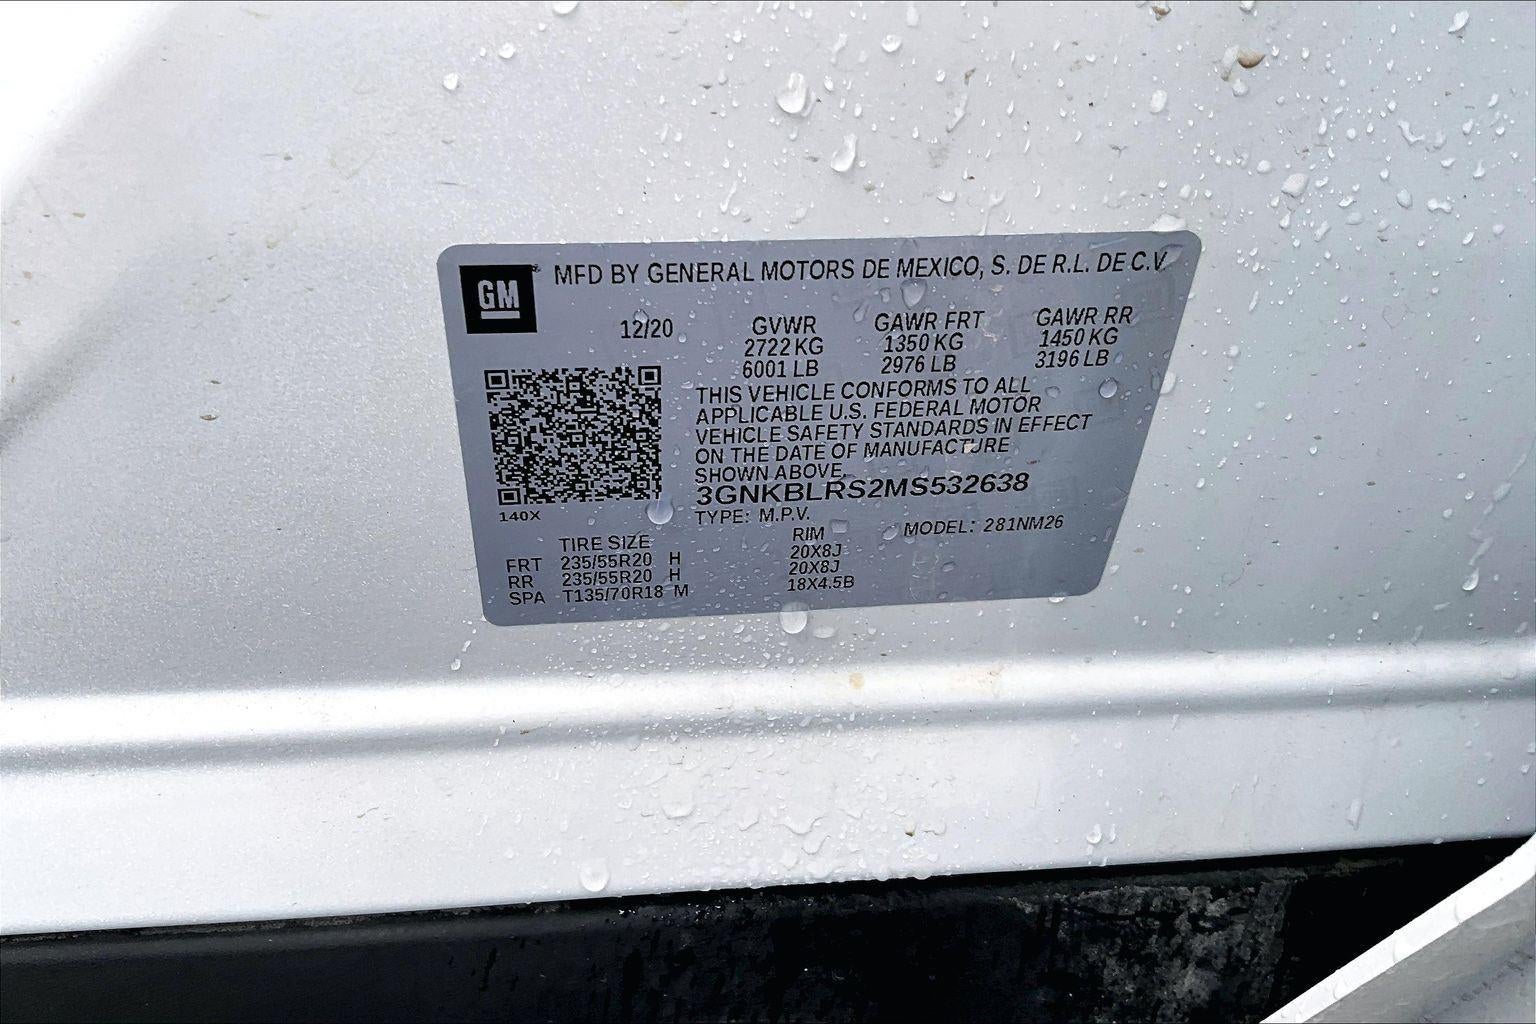 GM
MFD BY GENERAL MOTORS DE MEXICO, S. DE R.L. DE C.V.
12/20 GVWR GAWR FRT GAWR RR
2722 KG 1350 KG 1450 KG
6001 LB 2976 LB 3196 LB
THIS VEHICLE CONFORMS TO ALL
APPLICABLE U.S. FEDERAL MOTOR
VEHICLE SAFETY STANDARDS IN EFFECT
ON THE DATE OF MANUFACTURE
SHOWN ABOVE.
3GNKBLRS2MS532638
140X
TYPE: M.P.V. MODEL: 281NM26
TIRE SIZE RIM
FRT 235/55R20 H 20X8J
RR 235/55R20 H 20X8J
SPA T135/70R18 M 18X4.5B